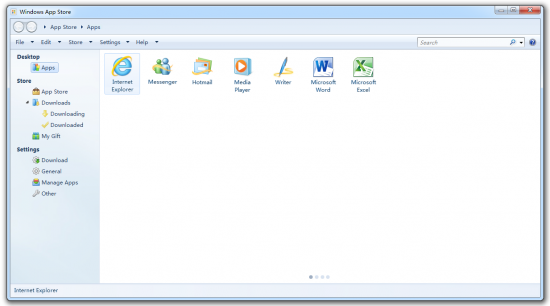 Windows App Store
App Store Apps
File Edit Store Settings Help Search
Desktop
Apps
Store
App Store
Downloads
Downloading
Downloaded
My Gift
Settings
Download
General
Manage Apps
Other
Internet
Explorer
Messenger
Hotmail
Media
Player
Writer
Microsoft
Word
Microsoft
Excel
Internet Explorer